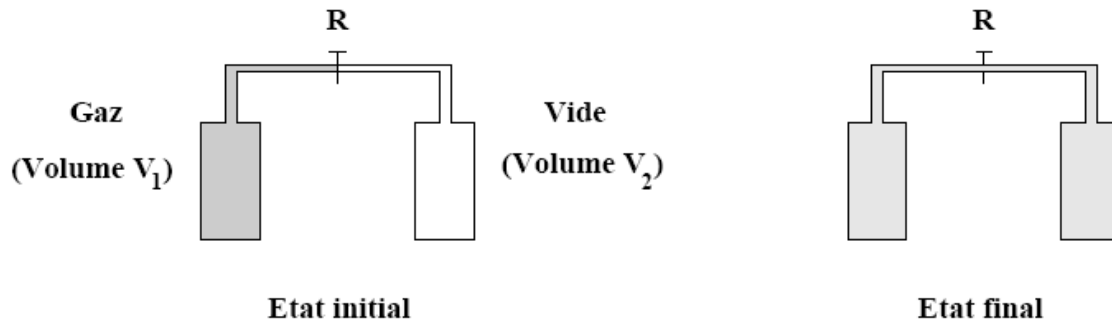 R
R
Gaz
(Volume V1)
Vide
(Volume V2)
Etat initial
Etat final